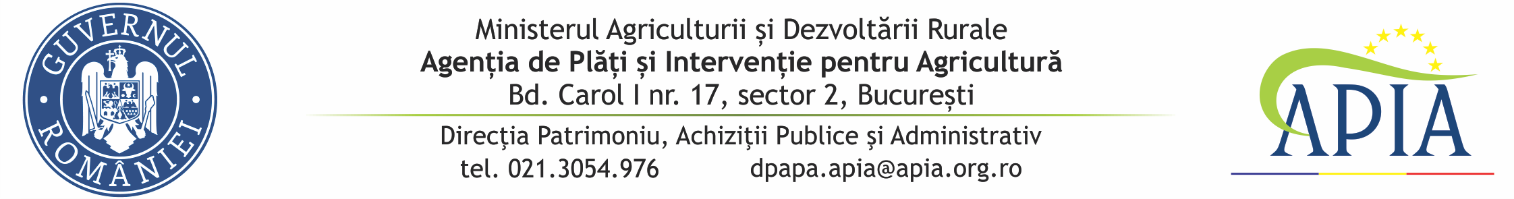 GUVERNUL ROMÂNIEI
Ministerul Agriculturii și Dezvoltării Rurale
Agenția de Plăți și Intervenție pentru Agricultură
Bd. Carol I nr. 17, sector 2, București
Direcţia Patrimoniu, Achiziţii Publice şi Administrativ
tel. 021.3054.976 dpapa.apia@apia.org.ro
APIA